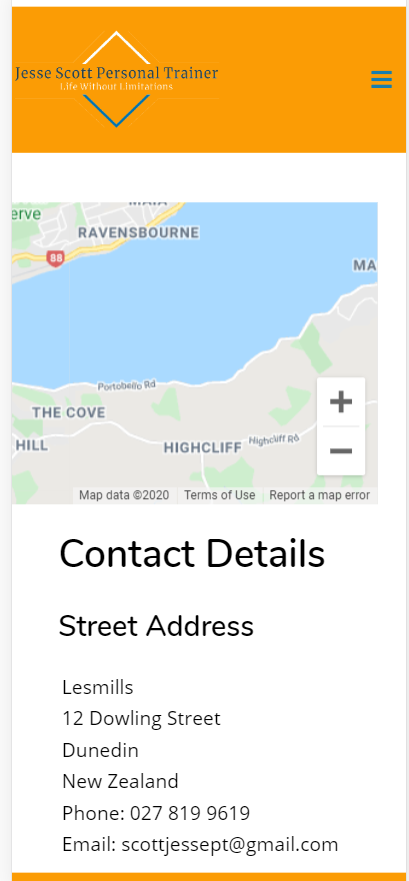 Jesse Scott Personal Trainer
Life Without Limitations
erve
MAIA
RAVENSBOURNE
88
MA
Portobello Rd
THE COVE
HILL
HIGHCLIFF
Highcliff Rd
Map data ©2020
Terms of Use
Report a map error
Contact Details
Street Address
Lesmills
12 Dowling Street
Dunedin
New Zealand
Phone: 027 819 9619
Email: scottjessept@gmail.com